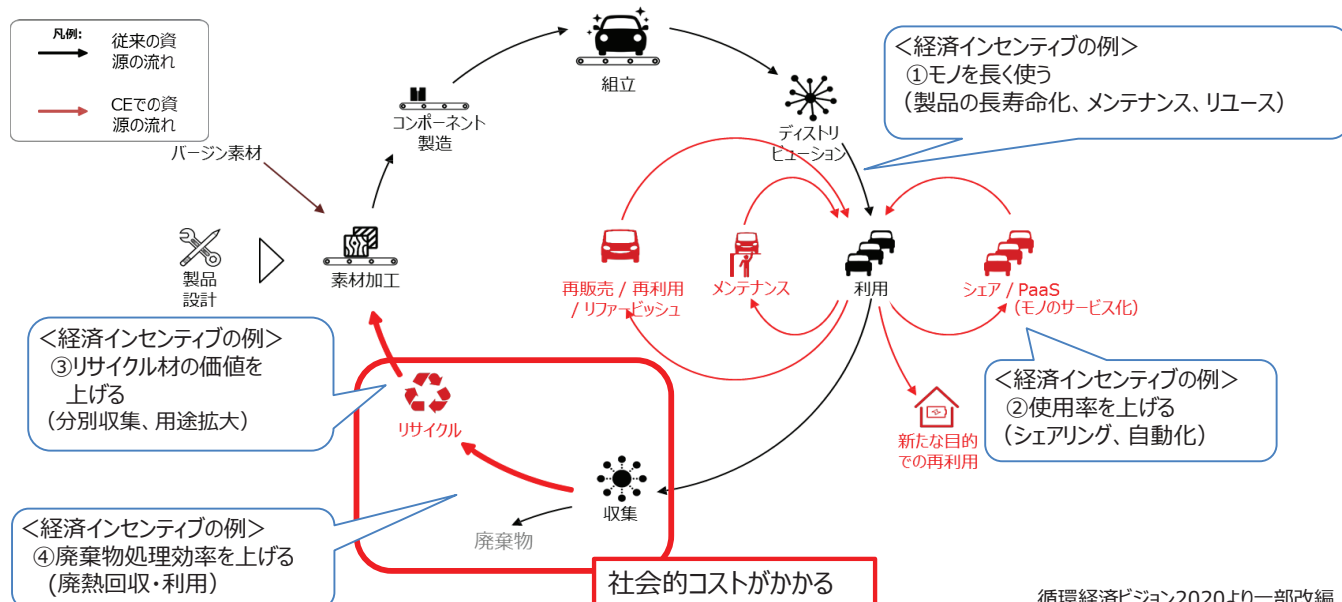 凡例:
従来の資
源の流れ
CEでの資
源の流れ
組立
コンポーネント
製造
ディストリ
ビューション
<経済インセンティブの例>
①モノを長く使う
(製品の長寿命化、メンテナンス、リユース)
バージン素材
製品
設計
素材加工
再販売 / 再利用
/ リファービッシュ
メンテナンス
利用
シェア / PaaS
(モノのサービス化)
<経済インセンティブの例>
③リサイクル材の価値を
上げる
(分別収集、用途拡大)
リサイクル
<経済インセンティブの例>
②使用率を上げる
(シェアリング、自動化)
新たな目的
での再利用
収集
廃棄物
<経済インセンティブの例>
④廃棄物処理効率を上げる
(廃熱回収・利用)
社会的コストがかかる
循環経済ビジョン2020より一部改編